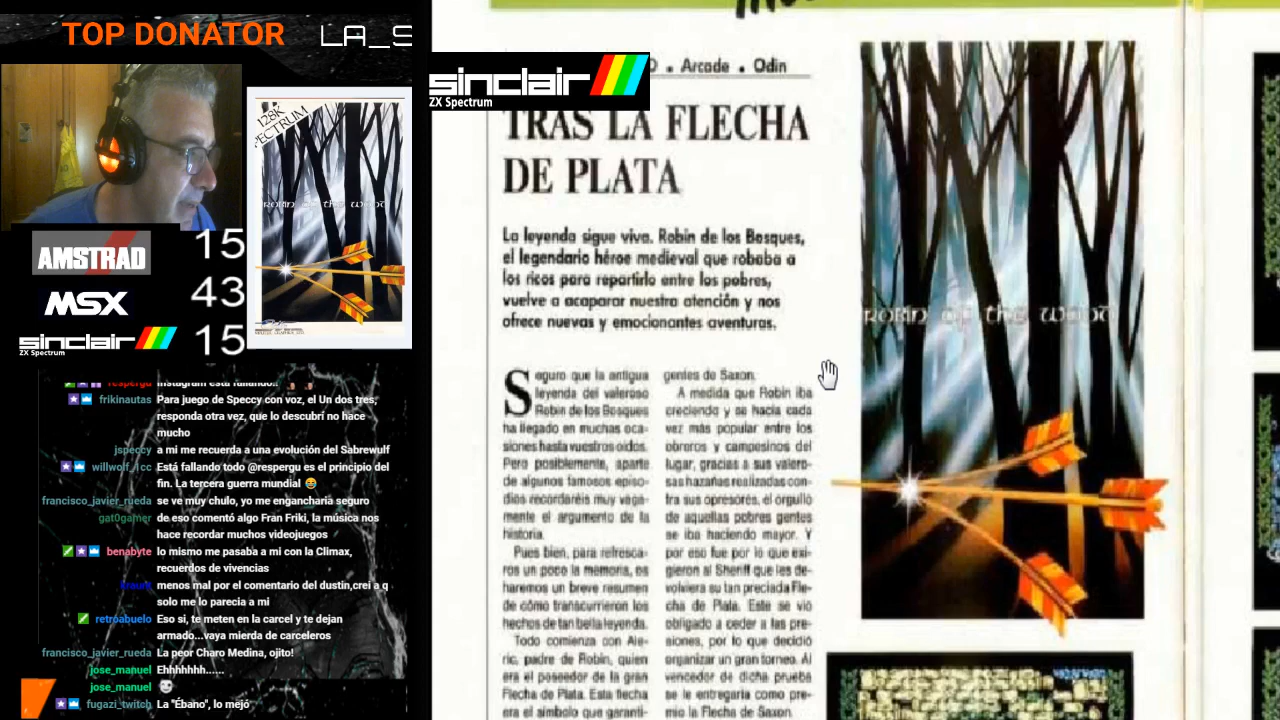 TOP DONATOR LA_S
128K
SPECTRUM
ROBIN OF THE WOOD
AMSTRAD 15
MSX 43
sinclair 15
ZX Spectrum
Instagram está fallando..
frikinautas Para juego de Speccy con voz, el Un dos tres,
responda otra vez, que lo descubrí no hace
mucho
jspeccy a mi me recuerda a una evolución del Sabrewulf
willwolf_1cc Está fallando todo @respergu es el principio del
fin. La tercera guerra mundial 😂
francisco_javier_rueda se ve muy chulo, yo me engancharia seguro
gat0gamer de eso comentó algo Fran Friki, la música nos
hace recordar muchos videojuegos
benabyte lo mismo me pasaba a mi con la Climax,
recuerdos de vivencias
menos mal por el comentario del dustin,crei a q
solo me lo parecia a mi
retroabuelo Eso si, te meten en la carcel y te dejan
armado...vaya mierda de carceleros
francisco_javier_rueda La peor Charo Medina, ojito!
jose_manuel Ehhhhhhh......
jose_manuel
fugazi_twitch La "Ébano", lo mejó
sinclair
ZX Spectrum
O • Arcade • Odin
TRAS LA FLECHA
DE PLATA
La leyenda sigue viva. Robin de los Bosques,
el legendario héroe medieval que robaba a
los ricos para repartirlo entre los pobres,
vuelve a acaparar nuestra atención y nos
ofrece nuevas y emocionantes aventuras.
Seguro que la antigua
leyenda del valeroso
Robin de los Bosques
ha llegado en muchas oca-
siones hasta vuestros oídos.
Pero posiblemente, aparte
de algunos famosos episo-
dios recordaréis muy vaga-
mente el argumento de la
historia.
Pues bien, para refresca-
ros un poco la memoria, os
haremos un breve resumen
de cómo transcurrieron los
hechos de tan bella leyenda.
Todo comienza con Ale-
ric, padre de Robin, quien
era el poseedor de la gran
Flecha de Plata. Esta flecha
era el símbolo que garanti-
gentes de Saxon.
A medida que Robin iba
creciendo y se hacía cada
vez más popular entre los
obreros y campesinos del
lugar, gracias a sus valero-
sas hazañas realizadas con-
tra sus opresores, el orgullo
de aquellas pobres gentes
se iba haciendo mayor. Y
por eso fue por lo que exi-
gieron al Sheriff que les de-
volviera su tan preciada Fle-
cha de Plata. Este se vio
obligado a ceder a las pre-
siones, por lo que decidió
organizar un gran torneo. Al
vencedor de dicha prueba
se le entregaría como pre-
mio la Flecha de Saxon.
ROBIN OF THE WOOD